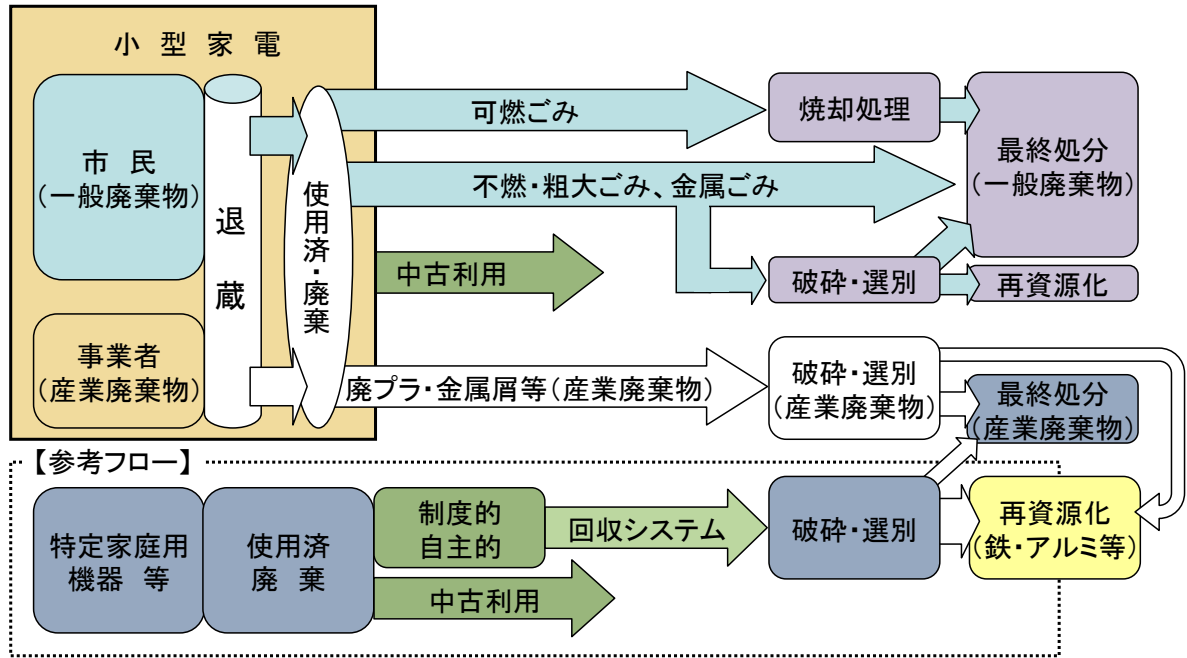 小 型 家 電
市 民
(一般廃棄物)
退
蔵
使用済・廃棄
事業者
(産業廃棄物)
可燃ごみ
焼却処理
最終処分
(一般廃棄物)
不燃・粗大ごみ、金属ごみ
中古利用
破砕・選別
再資源化
廃プラ・金属屑等(産業廃棄物)
破砕・選別
(産業廃棄物)
最終処分
(産業廃棄物)
【参考フロー】
特定家庭用
機器 等
使用済
廃 棄
制度的
自主的
回収システム
中古利用
破砕・選別
再資源化
(鉄・アルミ等)